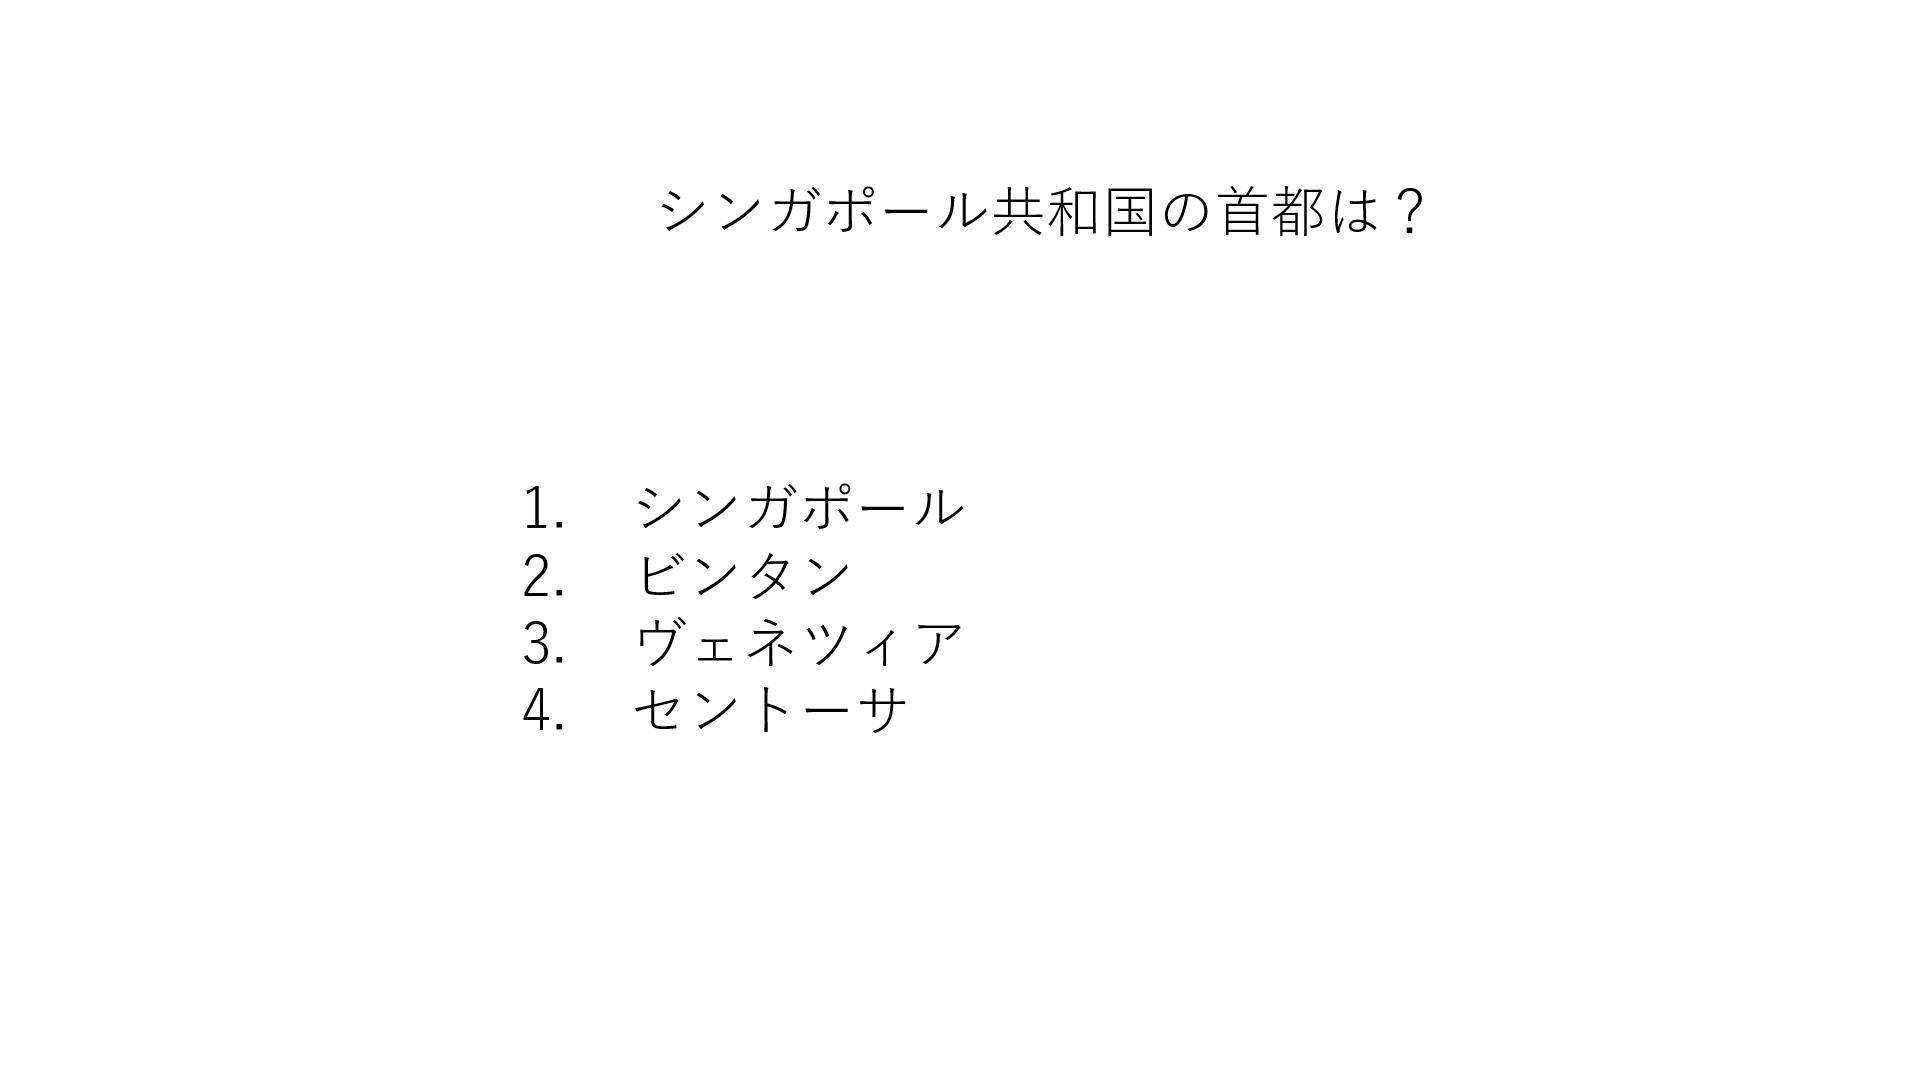 シンガポール共和国の首都は？
1. シンガポール
2. ビンタン
3. ヴェネツィア
4. セントーサ